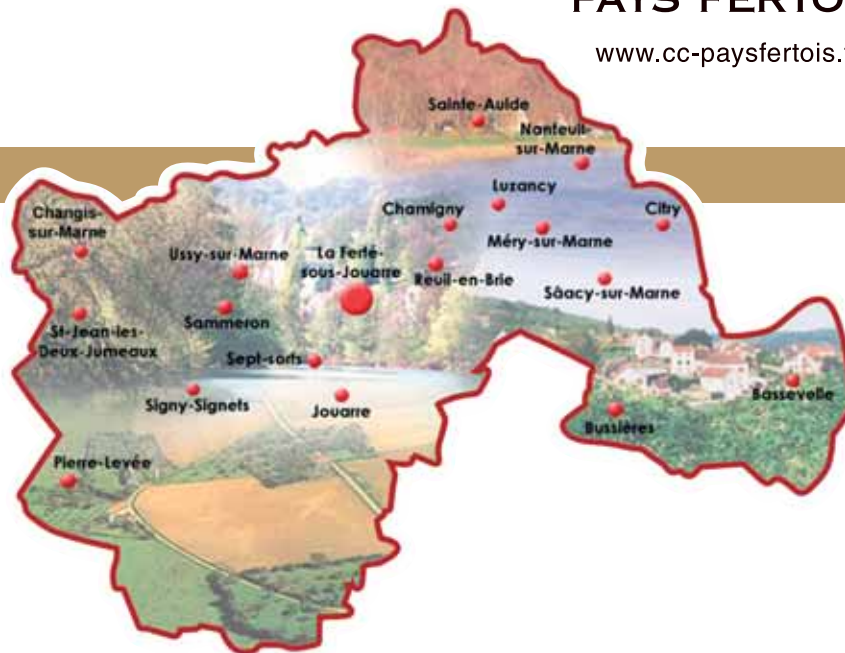 PAYS FERTO
www.cc-paysfertois.
Sainte-Aulde
Nanteuil-
sur-Marne
Luzancy
Changis-
sur-Marne
Chamigny
Citry
Ussy-sur-Marne
La Ferté-
sous-Jouarre
Méry-sur-Marne
Reuil-en-Brie
Sâacy-sur-Marne
St-Jean-les-
Deux-Jumeaux
Sammeron
Sept-sorts
Signy-Signets
Jouarre
Bassevelle
Bussières
Pierre-Levée